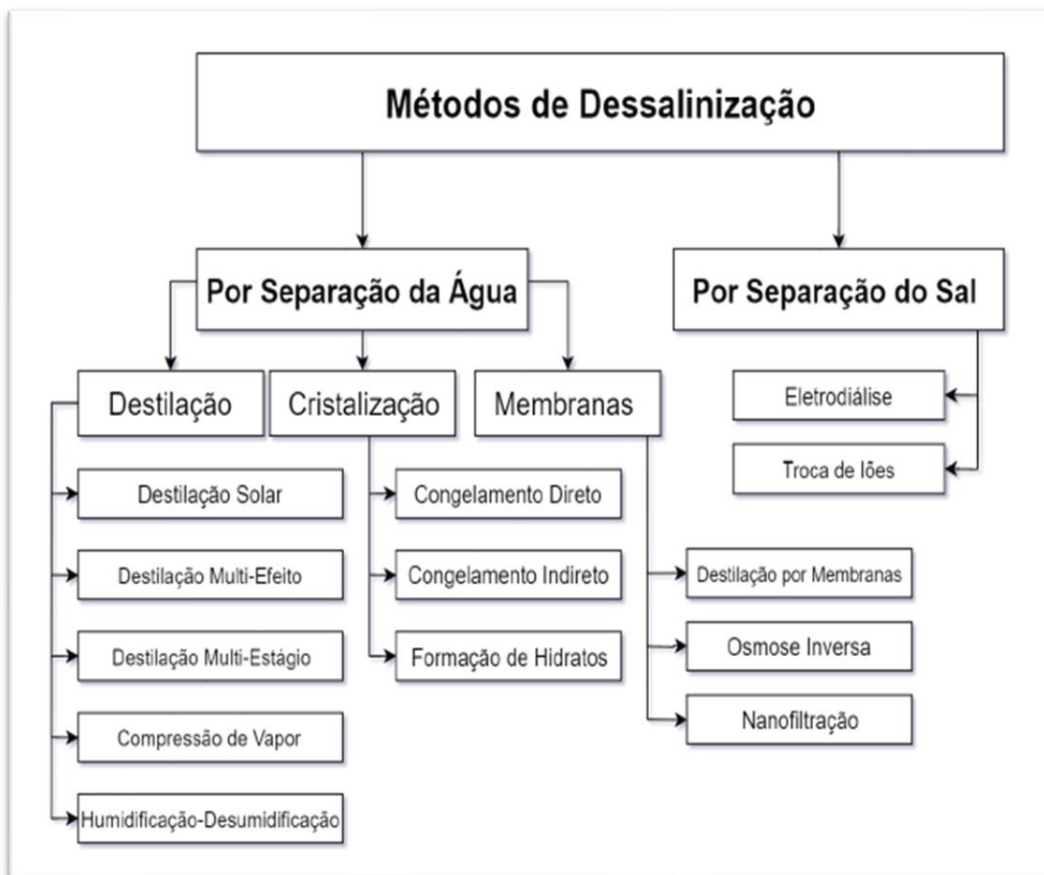 Métodos de Dessalinização
Por Separação da Água
Por Separação do Sal
Destilação
Cristalização
Membranas
Eletrodiálise
Troca de Iões
Destilação Solar
Destilação Multi-Efeito
Destilação Multi-Estágio
Compressão de Vapor
Humidificação-Desumidificação
Congelamento Direto
Congelamento Indireto
Formação de Hidratos
Destilação por Membranas
Osmose Inversa
Nanofiltração